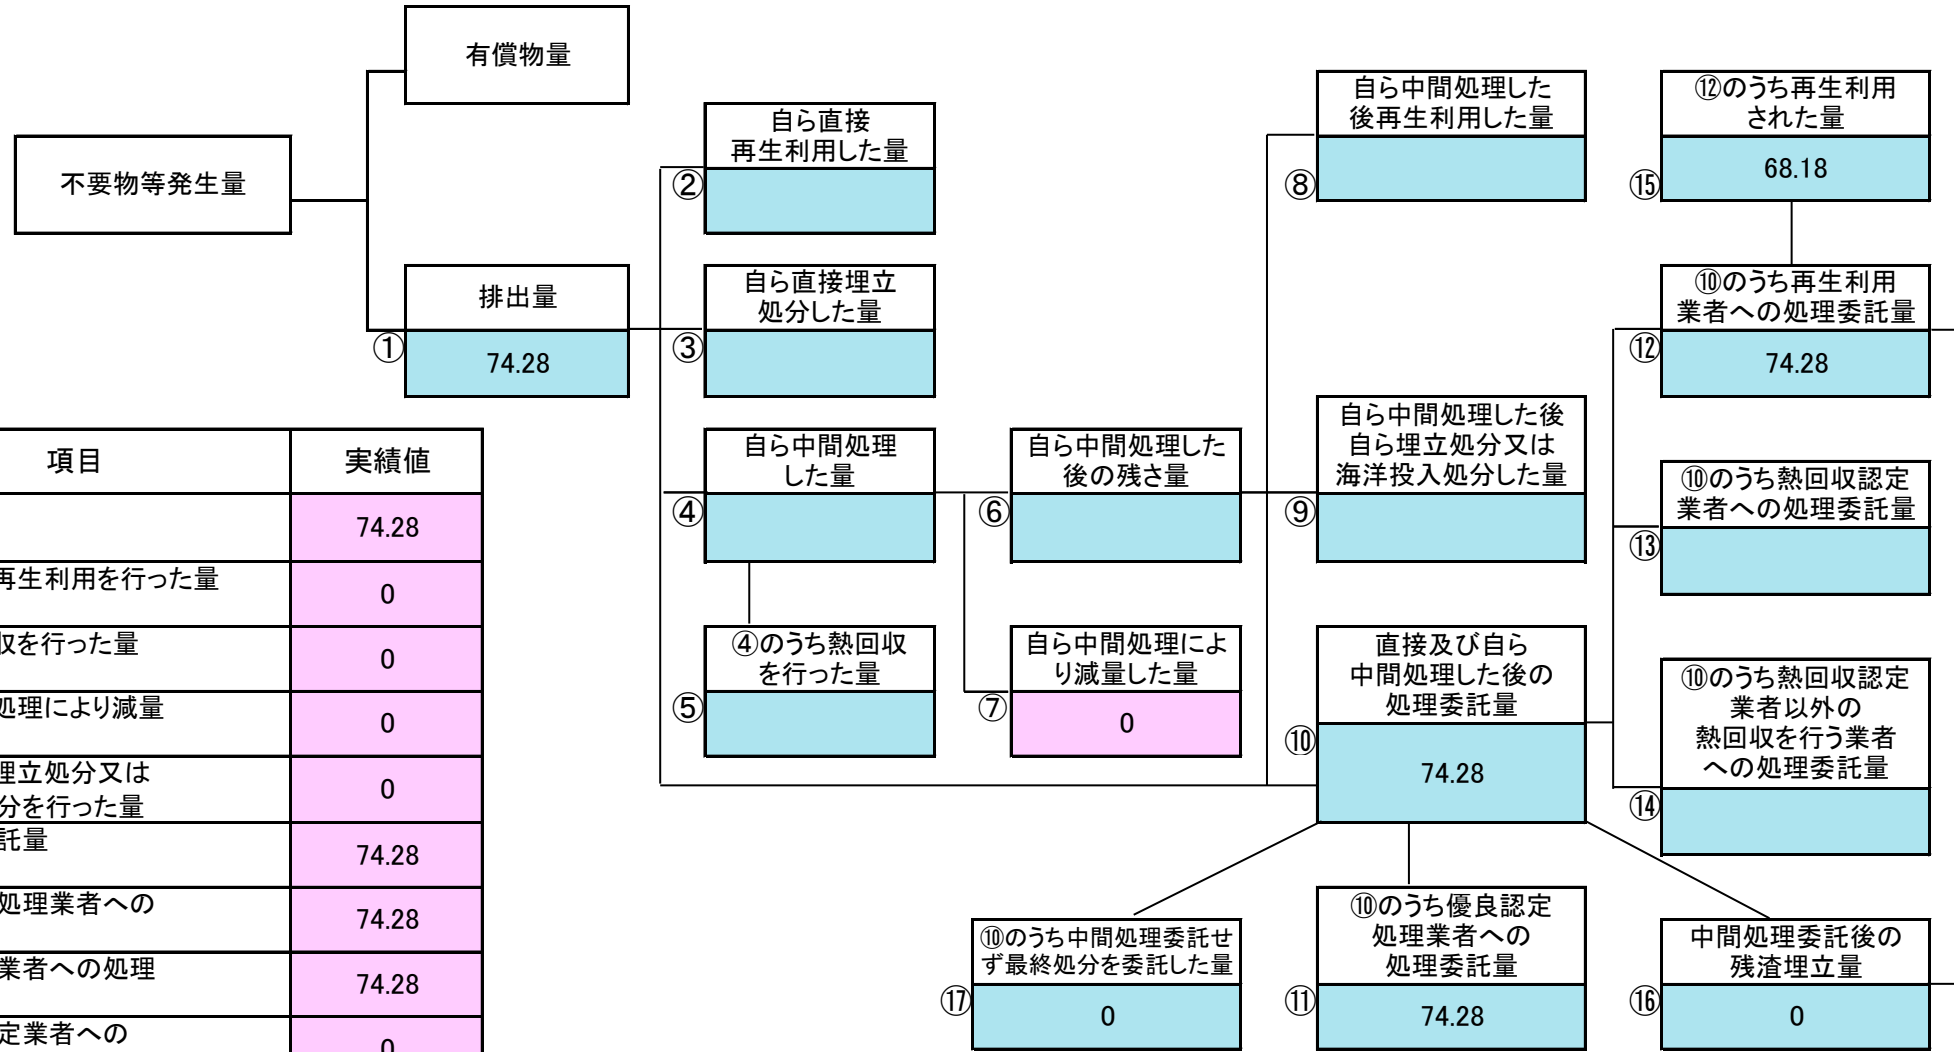 有償物量
不要物等発生量
排出量
①
74.28
自ら直接
再生利用した量
②
自ら直接埋立
処分した量
③
自ら中間処理
した量
④
④のうち熱回収
を行った量
⑤
自ら中間処理した
後の残さ量
⑥
自ら中間処理によ
り減量した量
⑦
0
自ら中間処理した
後再生利用した量
⑧
自ら中間処理した後
自ら埋立処分又は
海洋投入処分した量
⑨
直接及び自ら
中間処理した後の
処理委託量
⑩
74.28
⑫のうち再生利用
された量
⑮
68.18
⑩のうち再生利用
業者への処理委託量
⑫
74.28
⑩のうち熱回収認定
業者への処理委託量
⑬
⑩のうち熱回収認定
業者以外の
熱回収を行う業者
への処理委託量
⑭
⑩のうち中間処理委託せ
ず最終処分を委託した量
⑰
0
⑩のうち優良認定
処理業者への
処理委託量
⑪
74.28
中間処理委託後の
残渣埋立量
⑯
0
項目
実績値
74.28
再生利用を行った量
0
収を行った量
0
処理により減量
0
埋立処分又は
分を行った量
0
託量
74.28
処理業者への
74.28
業者への処理
74.28
定業者への
0